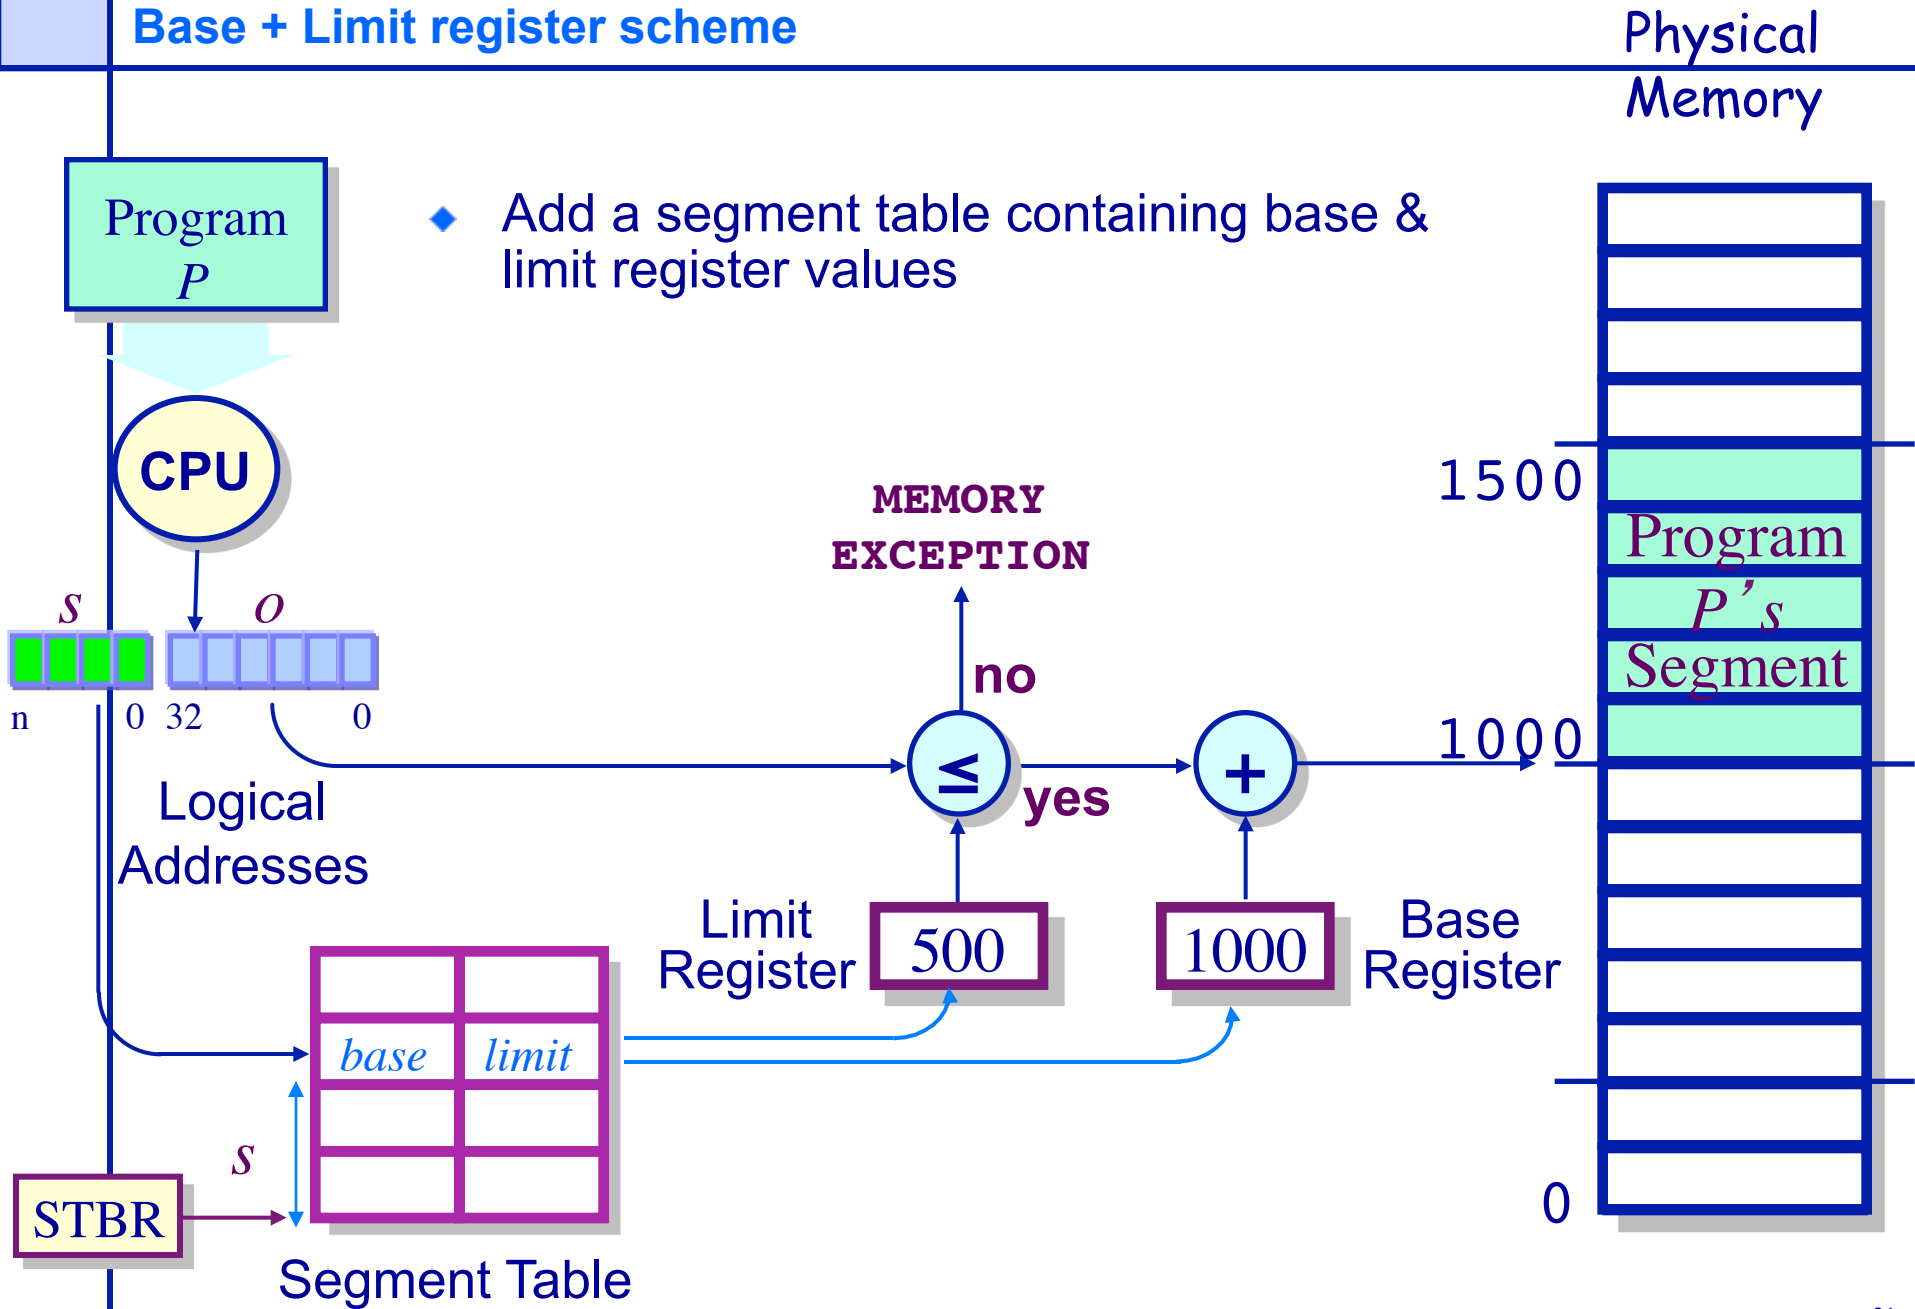 Base + Limit register scheme
Physical
Memory
Program
P
Add a segment table containing base &
limit register values
CPU
1500
MEMORY
EXCEPTION
Program
P's
Segment
s
o
no
n
0
32
0
1000
≤
yes
+
Logical
Addresses
Limit
Register
500
1000
Base
Register
base
limit
s
STBR
0
Segment Table